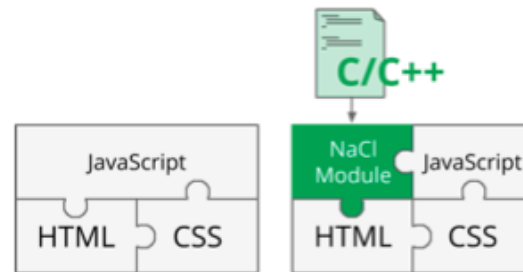 C/C++
JavaScript
HTML
CSS
NaCl
Module
JavaScript
HTML
CSS